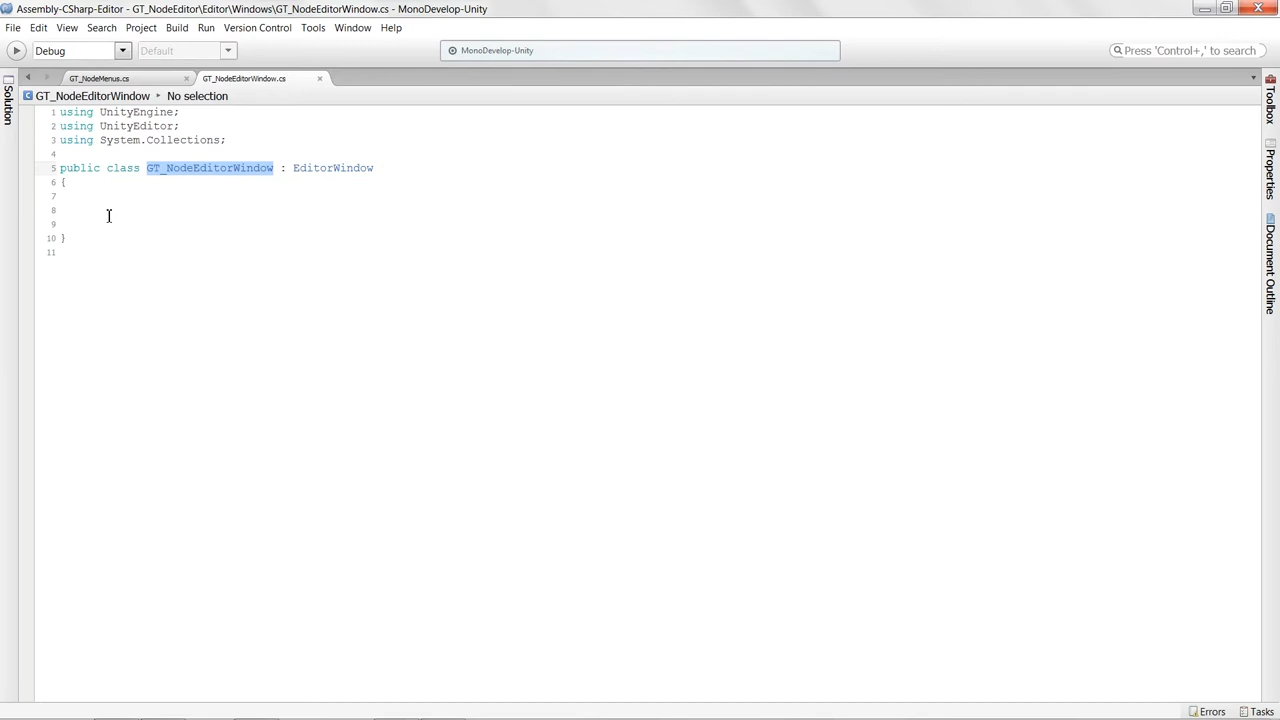 Assembly-CSharp-Editor - GT_NodeEditor\Editor\Windows\GT_NodeEditorWindow.cs - MonoDevelop-Unity
File Edit View Search Project Build Run Version Control Tools Window Help
Debug Default MonoDevelop-Unity Press 'Control+,' to search
GT_NodeMenus.cs GT_NodeEditorWindow.cs
GT_NodeEditorWindow No selection
1 using UnityEngine;
2 using UnityEditor;
3 using System.Collections;
4
5 public class GT_NodeEditorWindow : EditorWindow
6 {
7
8
9
10 }
11
Solution
Toolbox
Properties
Document Outline
Errors Tasks